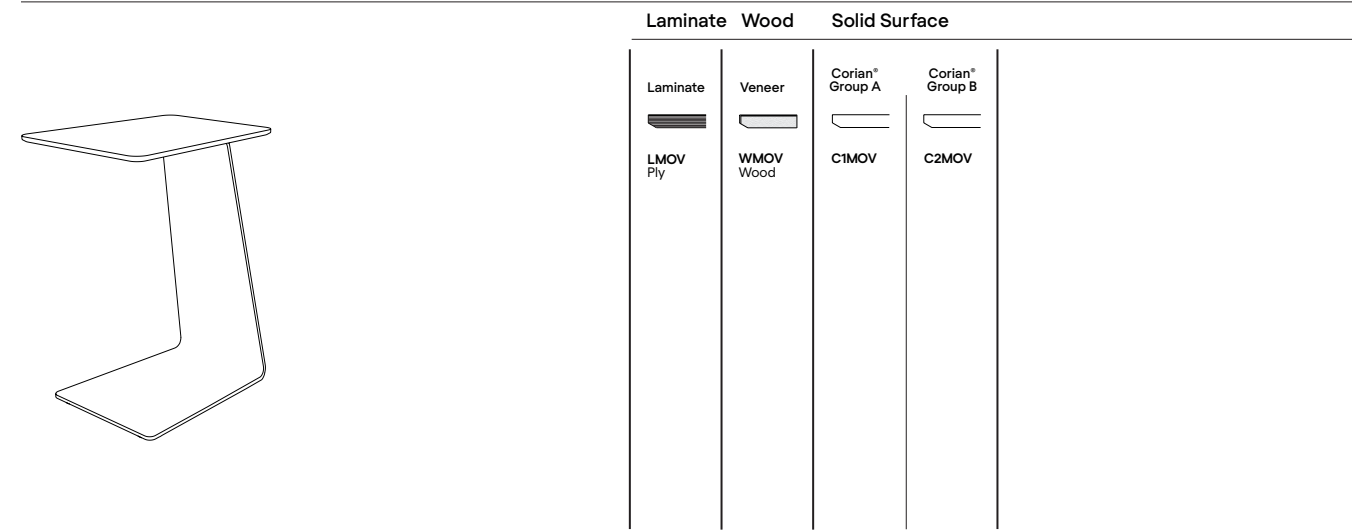 Laminate Wood Solid Surface
Laminate
Veneer
Corian®
Group A
Corian®
Group B
LMOV
Ply
WMOV
Wood
C1MOV
C2MOV